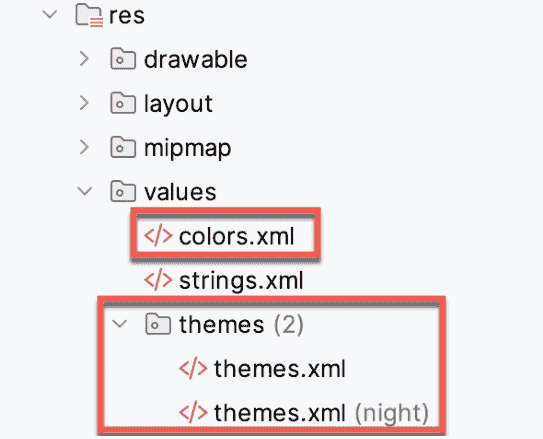 res
drawable
layout
mipmap
values
</> colors.xml
</> strings.xml
themes (2)
</> themes.xml
</> themes.xml (night)